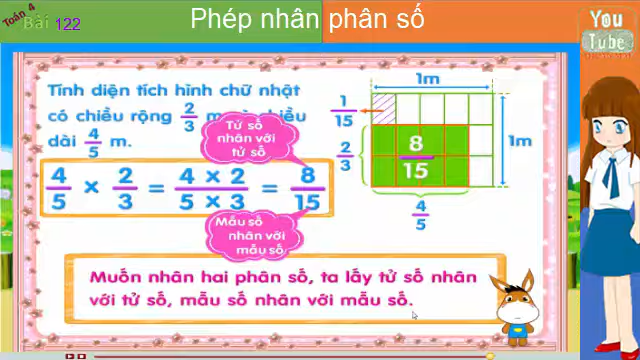 Toán 4
Bài 122
Phép nhân phân số
You
Tube
Tính diện tích hình chữ nhật
có chiều rộng 2/3 m và chiều
dài 4/5 m.
Tử số
nhân với
tử số
4/5 × 2/3 = 4 × 2 / 5 × 3 = 8/15
Mẫu số
nhân với
mẫu số
1m
1/15
1m
2/3
8/15
4/5
Muốn nhân hai phân số, ta lấy tử số nhân
với tử số, mẫu số nhân với mẫu số.